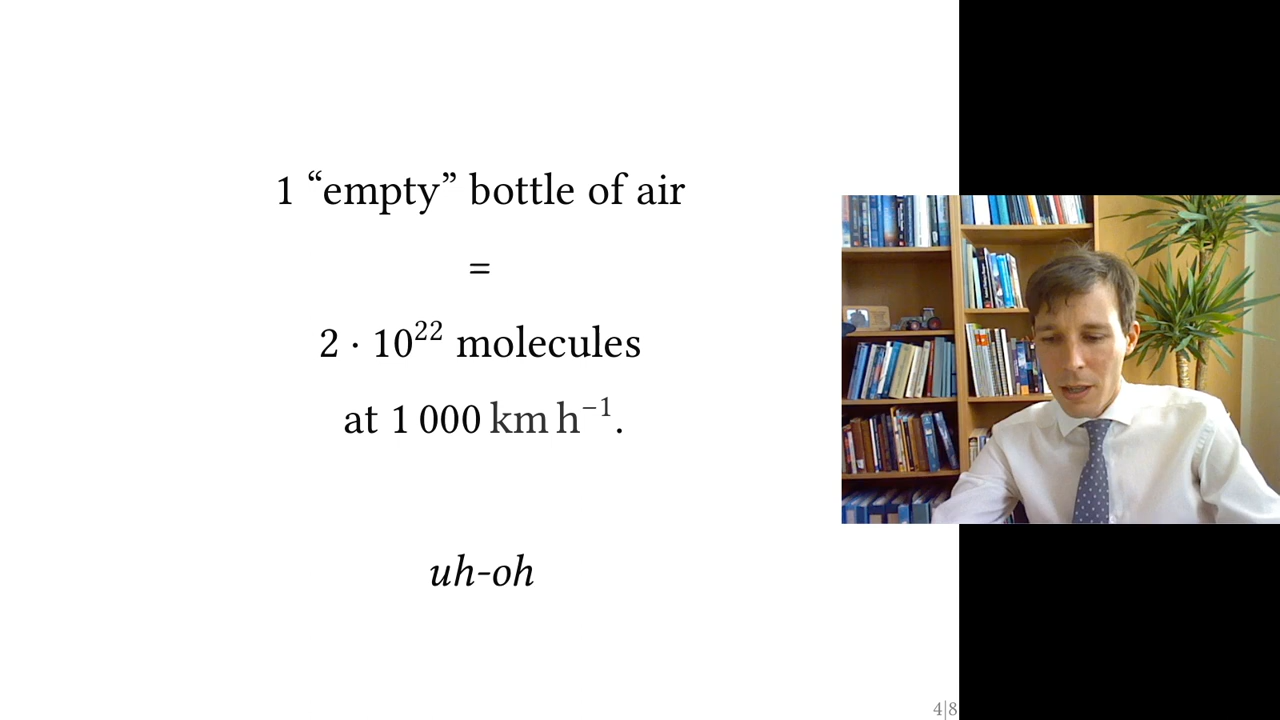 1 “empty” bottle of air
=
2 · 10²² molecules
at 1 000 km h⁻¹.
uh-oh
4|8